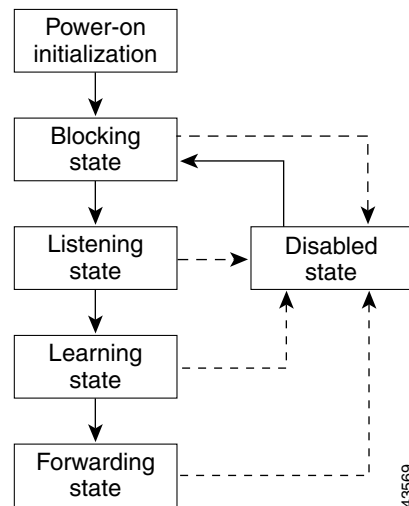 Power-on
initialization
Blocking
state
Listening
state
Disabled
state
Learning
state
Forwarding
state
43569